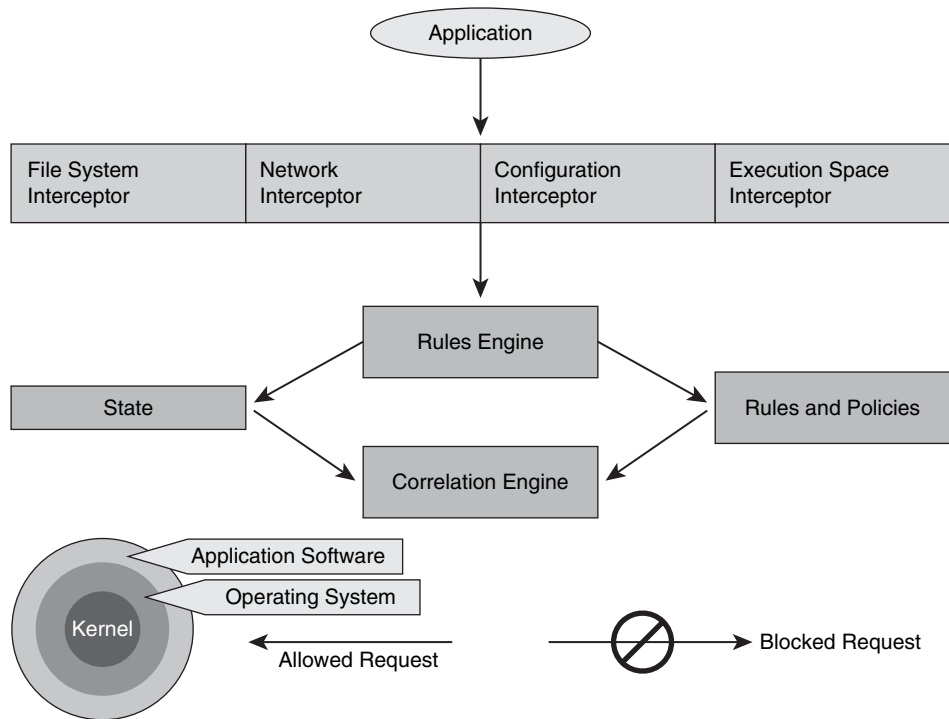 Application
File System
Interceptor
Network
Interceptor
Configuration
Interceptor
Execution Space
Interceptor
Rules Engine
State
Rules and Policies
Correlation Engine
Application Software
Operating System
Kernel
Allowed Request
Blocked Request